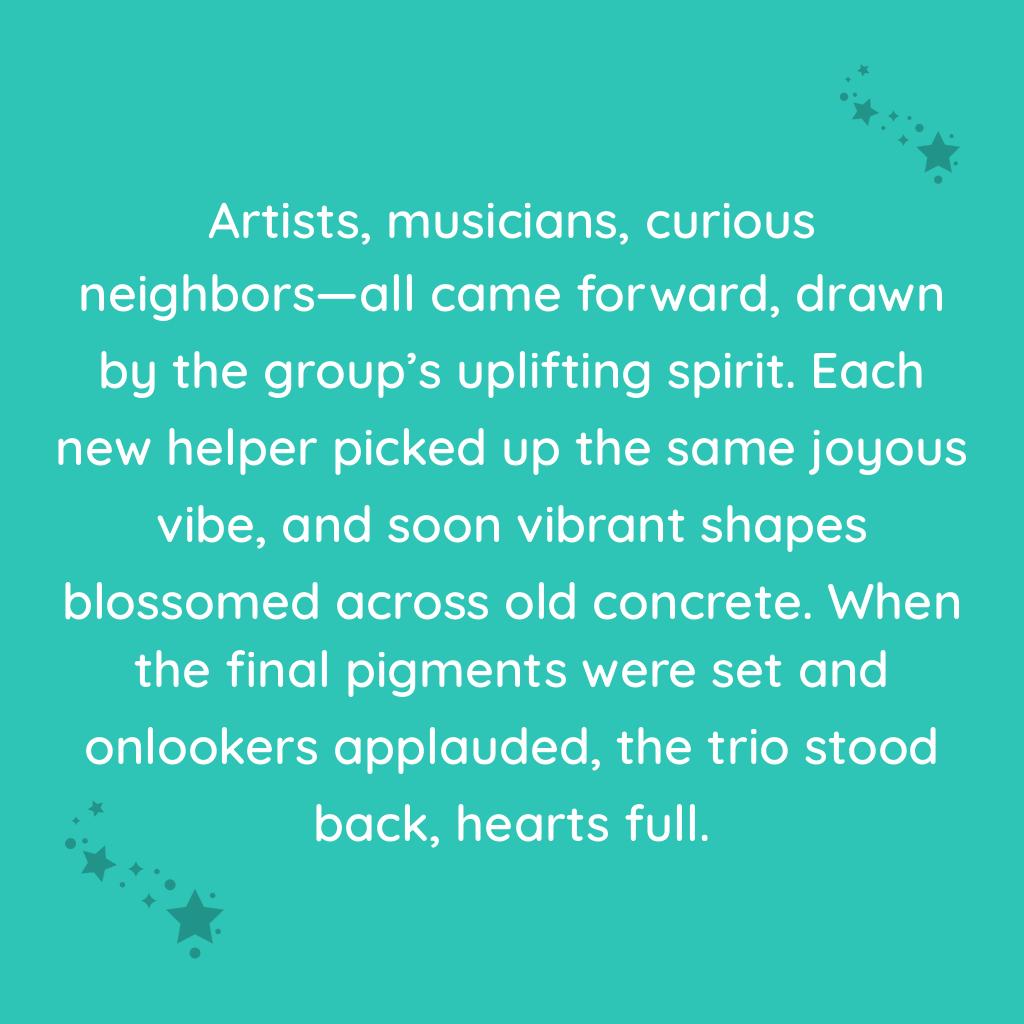 Artists, musicians, curious
neighbors—all came forward, drawn
by the group’s uplifting spirit. Each
new helper picked up the same joyous
vibe, and soon vibrant shapes
blossomed across old concrete. When
the final pigments were set and
onlookers applauded, the trio stood
back, hearts full.